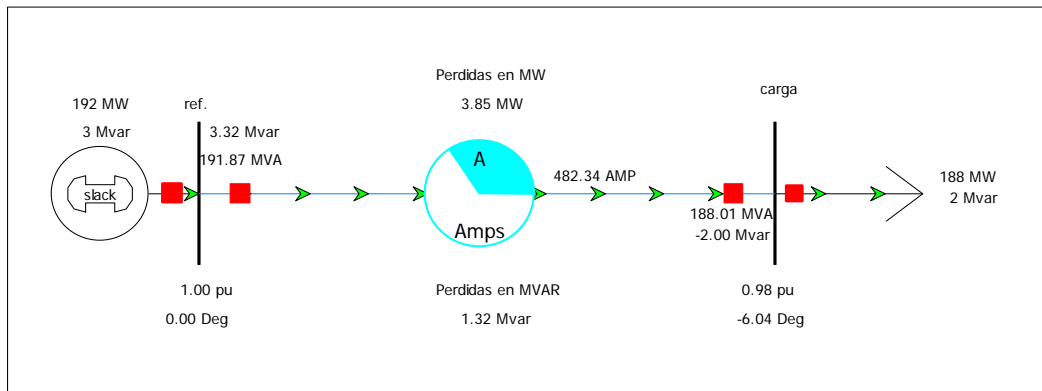 Perdidas en MW
3.85 MW
192 MW
3 Mvar
slack
ref.
3.32 Mvar
191.87 MVA
A
Amps
482.34 AMP
carga
188.01 MVA
-2.00 Mvar
188 MW
2 Mvar
1.00 pu
0.00 Deg
Perdidas en MVAR
1.32 Mvar
0.98 pu
-6.04 Deg